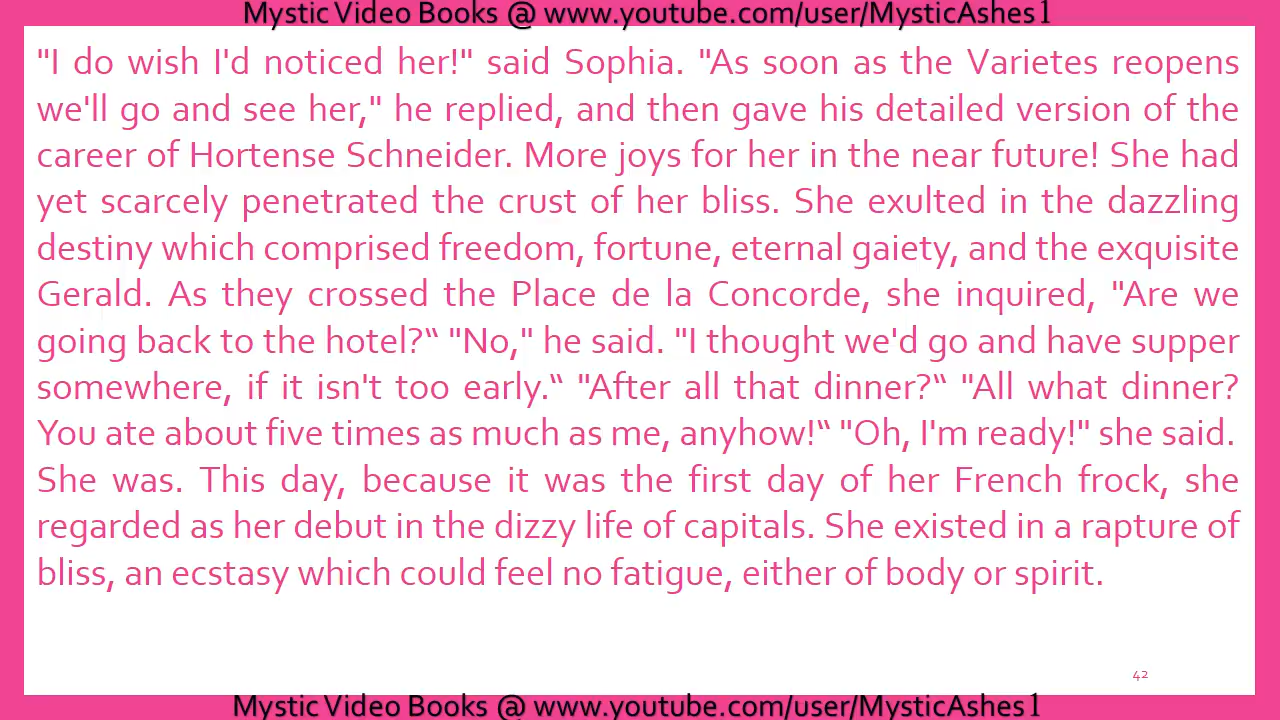 Mystic Video Books @ www.youtube.com/user/MysticAshes1
"I do wish I'd noticed her!" said Sophia. "As soon as the Varietes reopens
we'll go and see her," he replied, and then gave his detailed version of the
career of Hortense Schneider. More joys for her in the near future! She had
yet scarcely penetrated the crust of her bliss. She exulted in the dazzling
destiny which comprised freedom, fortune, eternal gaiety, and the exquisite
Gerald. As they crossed the Place de la Concorde, she inquired, "Are we
going back to the hotel?“ "No," he said. "I thought we'd go and have supper
somewhere, if it isn't too early.“ "After all that dinner?“ "All what dinner?
You ate about five times as much as me, anyhow!“ "Oh, I'm ready!" she said.
She was. This day, because it was the first day of her French frock, she
regarded as her debut in the dizzy life of capitals. She existed in a rapture of
bliss, an ecstasy which could feel no fatigue, either of body or spirit.
42
Mystic Video Books @ www.youtube.com/user/MysticAshes1